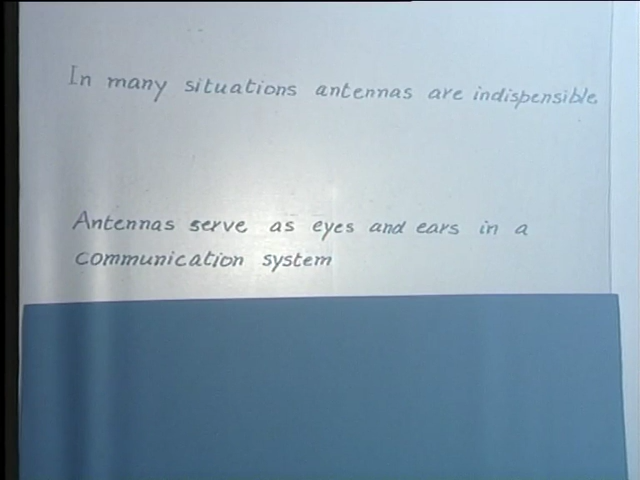 In many situations antennas are indispensible
Antennas serve as eyes and ears in a
communication system